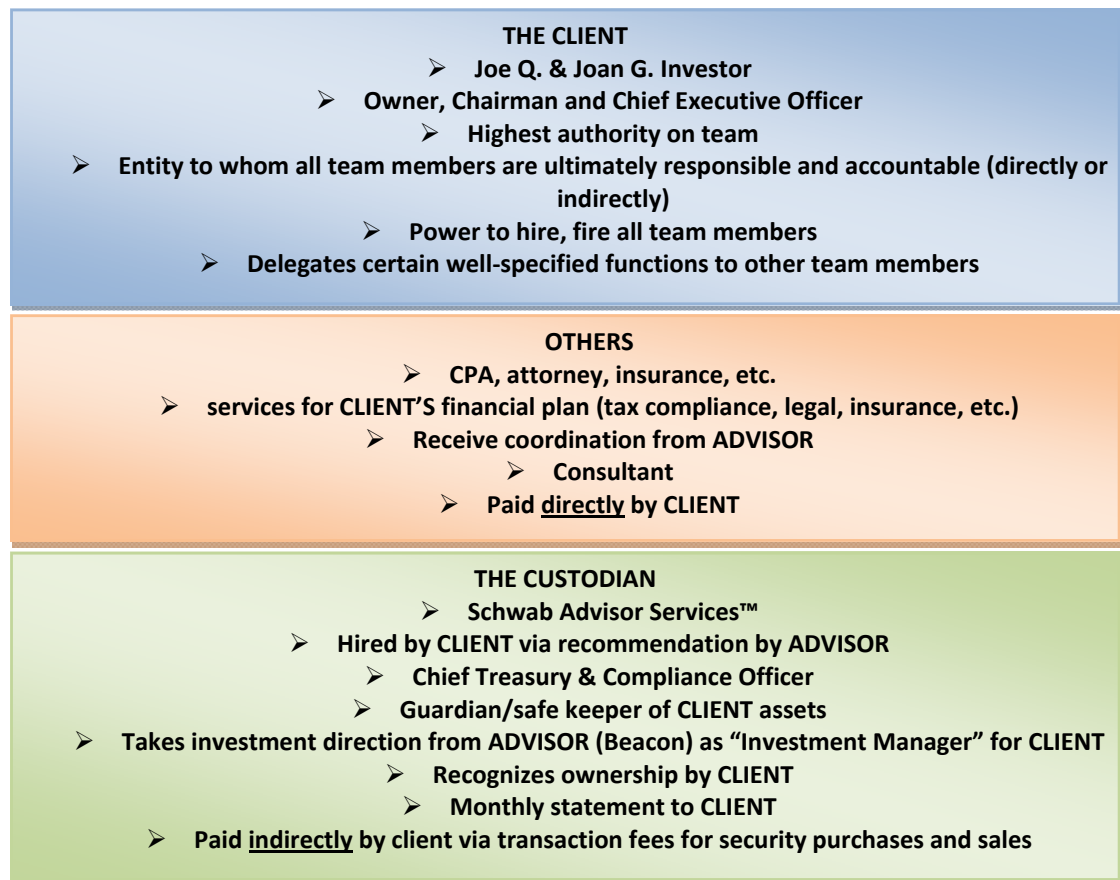 THE CLIENT
➢ Joe Q. & Joan G. Investor
➢ Owner, Chairman and Chief Executive Officer
➢ Highest authority on team
➢ Entity to whom all team members are ultimately responsible and accountable (directly or
indirectly)
➢ Power to hire, fire all team members
➢ Delegates certain well-specified functions to other team members
OTHERS
➢ CPA, attorney, insurance, etc.
➢ services for CLIENT’S financial plan (tax compliance, legal, insurance, etc.)
➢ Receive coordination from ADVISOR
➢ Consultant
➢ Paid directly by CLIENT
THE CUSTODIAN
➢ Schwab Advisor Services™
➢ Hired by CLIENT via recommendation by ADVISOR
➢ Chief Treasury & Compliance Officer
➢ Guardian/safe keeper of CLIENT assets
➢ Takes investment direction from ADVISOR (Beacon) as “Investment Manager” for CLIENT
➢ Recognizes ownership by CLIENT
➢ Monthly statement to CLIENT
➢ Paid indirectly by client via transaction fees for security purchases and sales